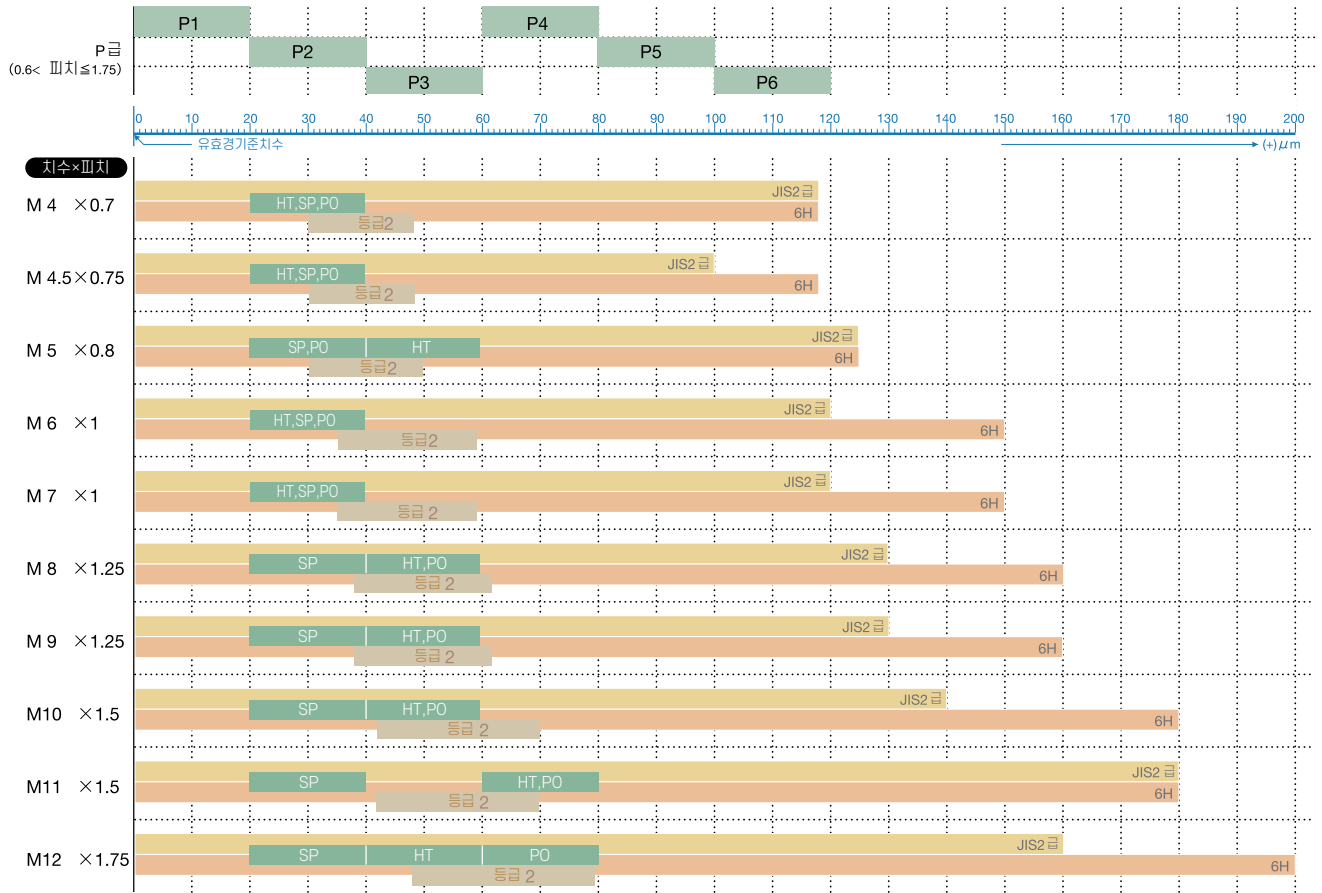 P1 P4
P급 P2 P5
(0.6< 피치≦1.75) P3 P6
0 10 20 30 40 50 60 70 80 90 100 110 120 130 140 150 160 170 180 190 200
유효경기준치수 (+)μm
치수×피치
JIS2급
M 4 ×0.7 HT,SP,PO 6H
등급2
JIS2급
M 4.5×0.75 HT,SP,PO 6H
등급 2
JIS2급
M 5 ×0.8 SP,PO HT 6H
등급2
JIS2급
M 6 ×1 HT,SP,PO 6H
등급2
JIS2 급
M 7 ×1 HT,SP,PO 6H
등급 2
JIS2 급
M 8 ×1.25 SP HT,PO 6H
등급 2
JIS2급
M 9 ×1.25 SP HT,PO 6H
등급 2
JIS2급
M10 ×1.5 SP HT,PO 6H
등급 2
JIS2 급
M11 ×1.5 SP HT,PO 6H
등급 2
JIS2급
M12 ×1.75 SP HT PO 6H
등급 2